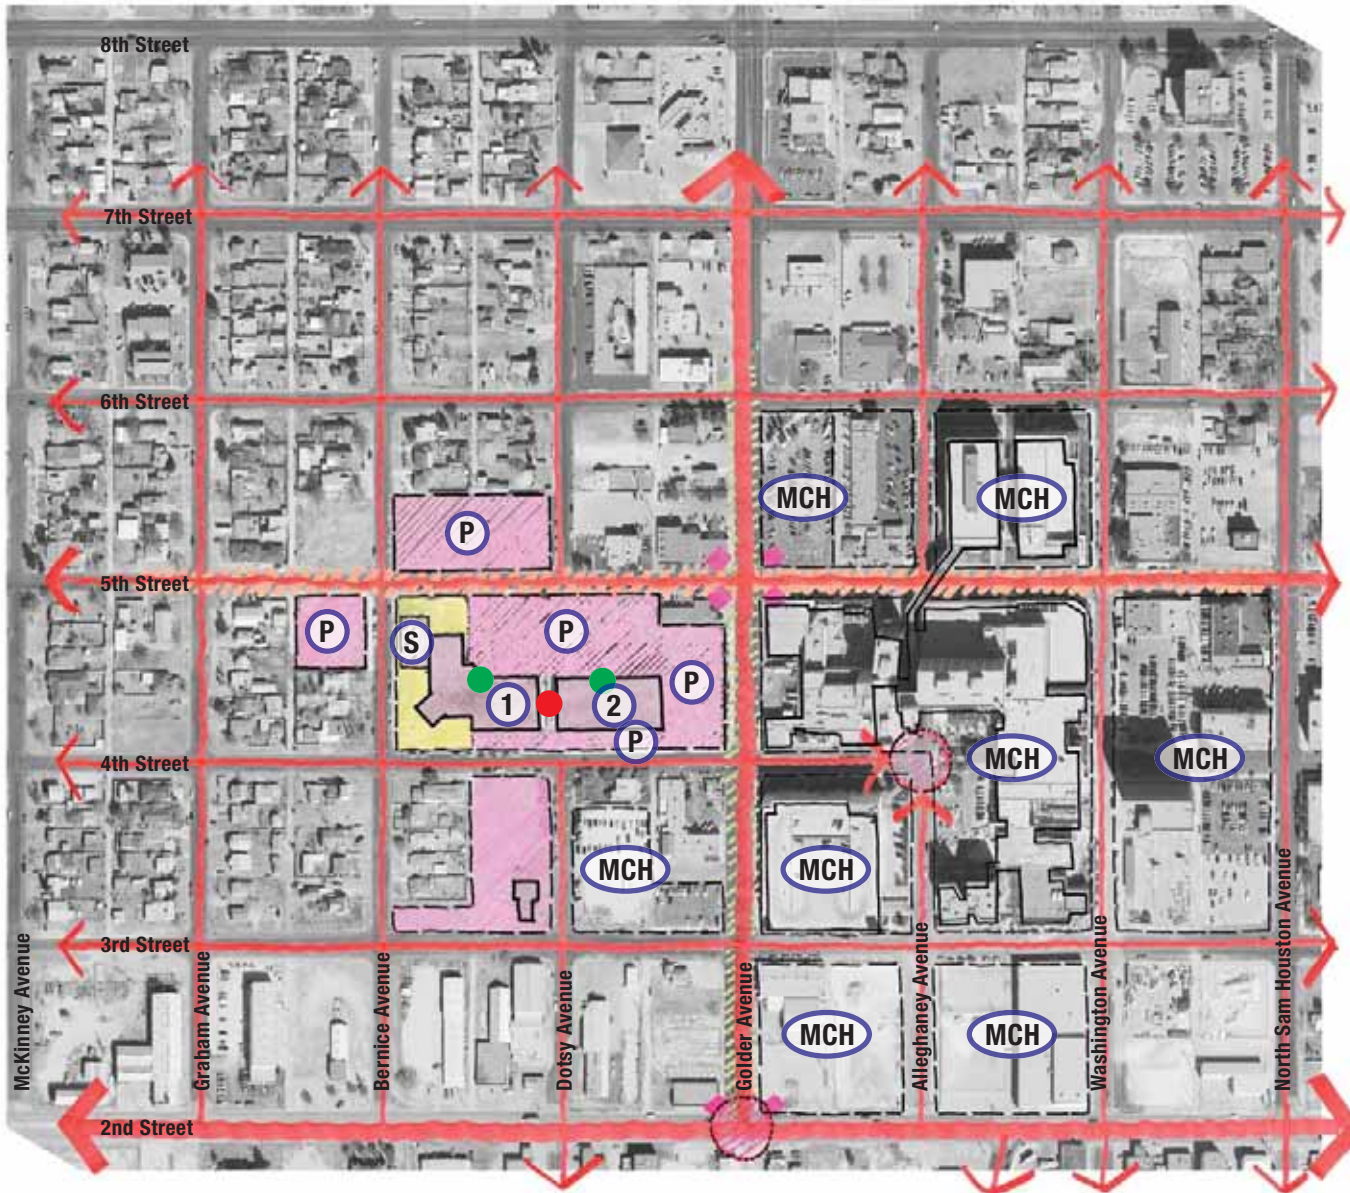 8th Street
7th Street
6th Street
MCH
MCH
P
5th Street
P
S
P
P
1
2
P
4th Street
MCH
MCH
MCH
MCH
3rd Street
McKinney Avenue
Graham Avenue
Bernice Avenue
Dotsy Avenue
Golder Avenue
Alleghaney Avenue
Washington Avenue
North Sam Houston Avenue
MCH
MCH
2nd Street